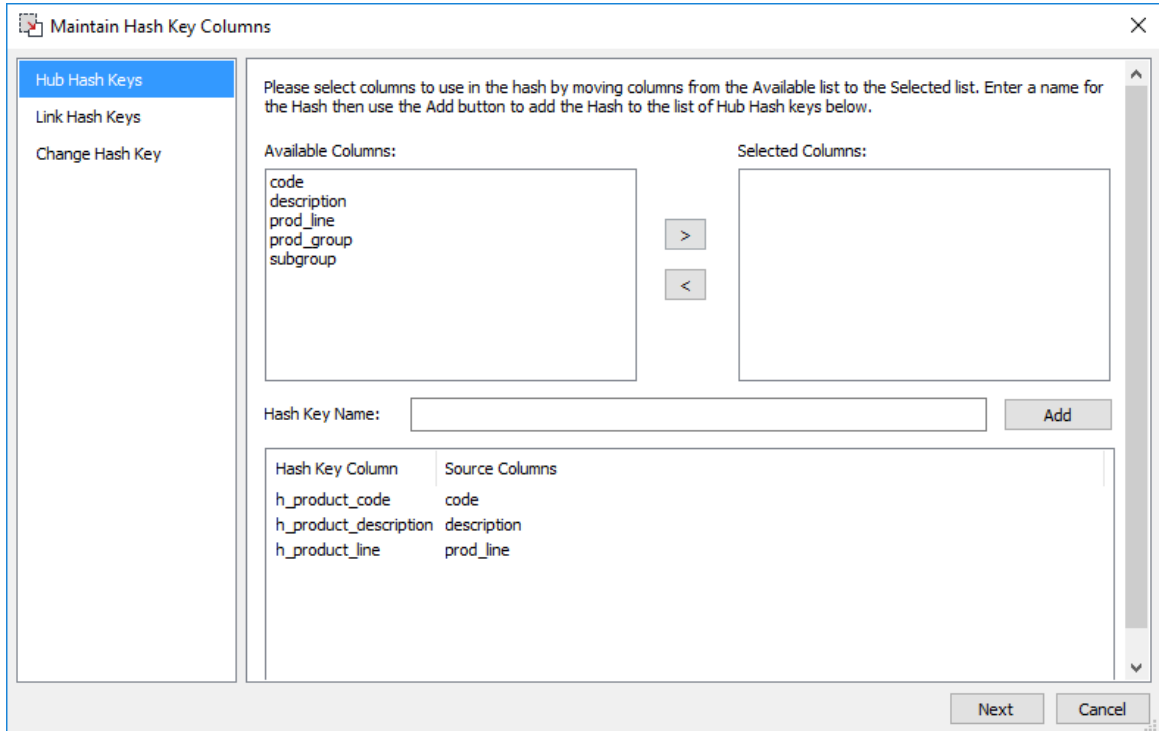 Maintain Hash Key Columns
Hub Hash Keys
Link Hash Keys
Change Hash Key
Please select columns to use in the hash by moving columns from the Available list to the Selected list. Enter a name for
the Hash then use the Add button to add the Hash to the list of Hub Hash keys below.
Available Columns:
Selected Columns:
code
description
prod_line
prod_group
subgroup
>
<
Hash Key Name:
Add
Hash Key Column Source Columns
h_product_code code
h_product_description description
h_product_line prod_line
Next
Cancel